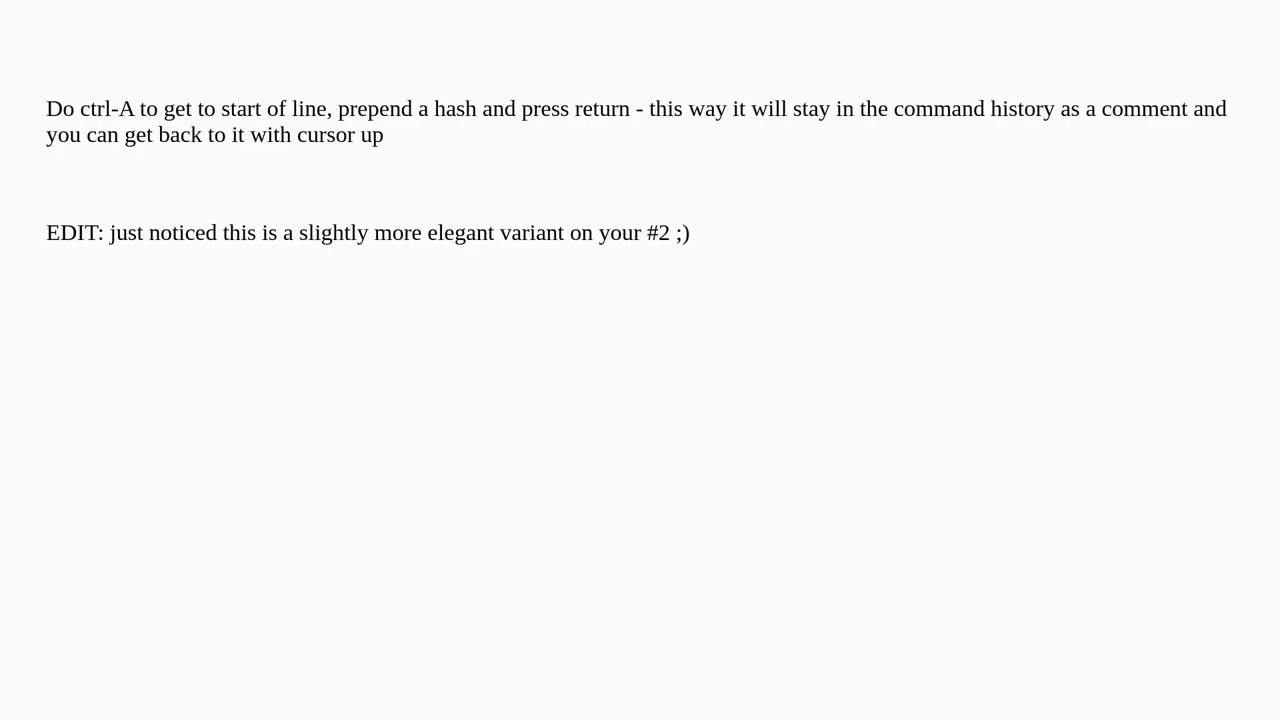 Do ctrl-A to get to start of line, prepend a hash and press return - this way it will stay in the command history as a comment and
you can get back to it with cursor up
EDIT: just noticed this is a slightly more elegant variant on your #2 ;)